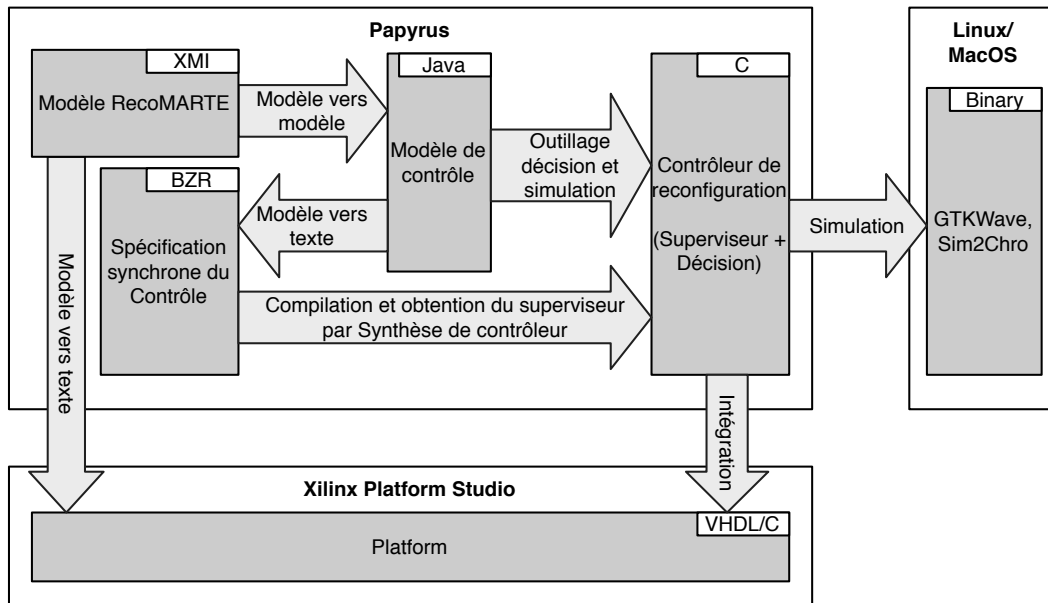 Papyrus
Linux/
MacOS
XMI
Modèle RecoMARTE
Modèle vers
modèle
Java
Modèle de
contrôle
Outillage
décision et
simulation
C
Contrôleur de
reconfiguration
(Superviseur +
Décision)
Simulation
Binary
GTKWave,
Sim2Chro
BZR
Spécification
synchrone du
Contrôle
Modèle vers
texte
Compilation et obtention du superviseur
par Synthèse de contrôleur
Modèle vers texte
Intégration
Xilinx Platform Studio
VHDL/C
Platform